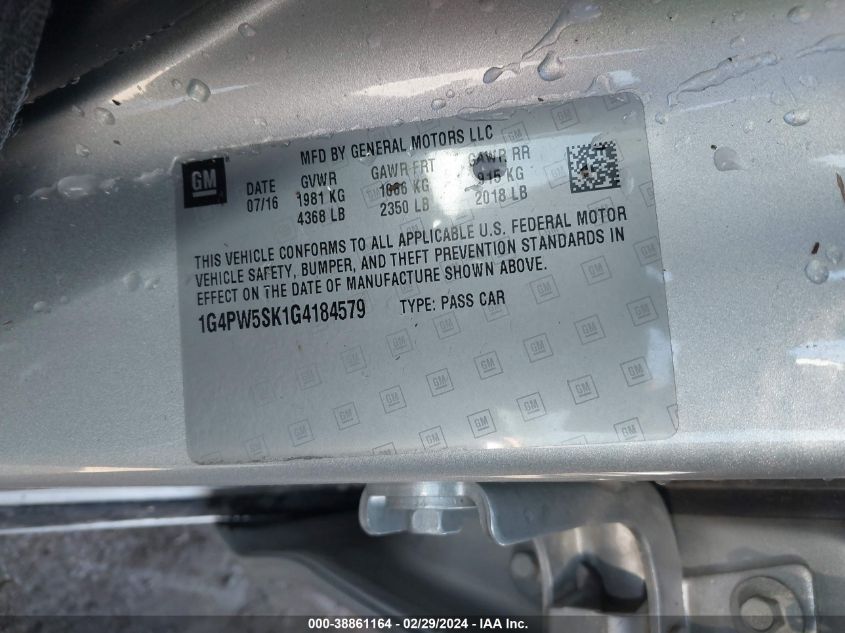 MFD BY GENERAL MOTORS LLC
GM DATE GVWR GAWR FRT GAWR RR
07/16 1981 KG 1066 KG 915 KG
4368 LB 2350 LB 2018 LB
THIS VEHICLE CONFORMS TO ALL APPLICABLE U.S. FEDERAL MOTOR
VEHICLE SAFETY, BUMPER, AND THEFT PREVENTION STANDARDS IN
EFFECT ON THE DATE OF MANUFACTURE SHOWN ABOVE.
1G4PW5SK1G4184579 TYPE: PASS CAR
000-38861164 - 02/29/2024 - IAA Inc.